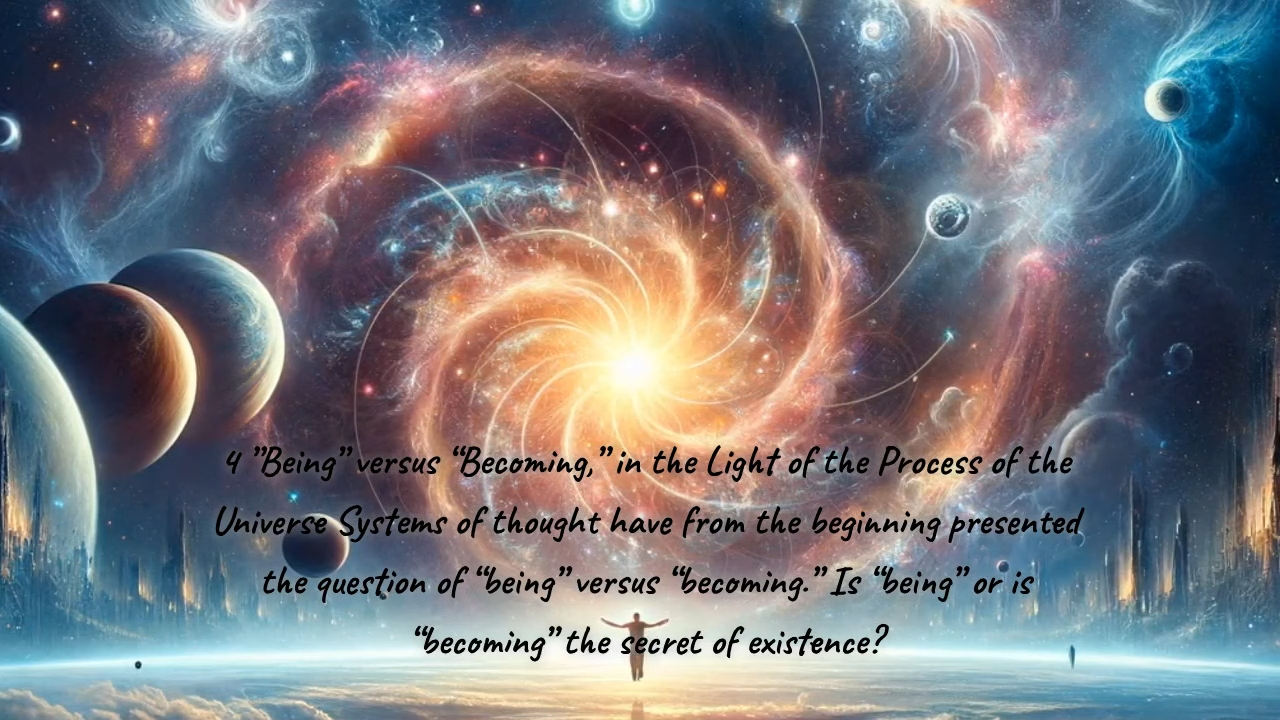 4 ”Being” versus “Becoming,” in the Light of the Process of the
Universe Systems of thought have from the beginning presented
the question of “being” versus “becoming.” Is “being” or is
“becoming” the secret of existence?